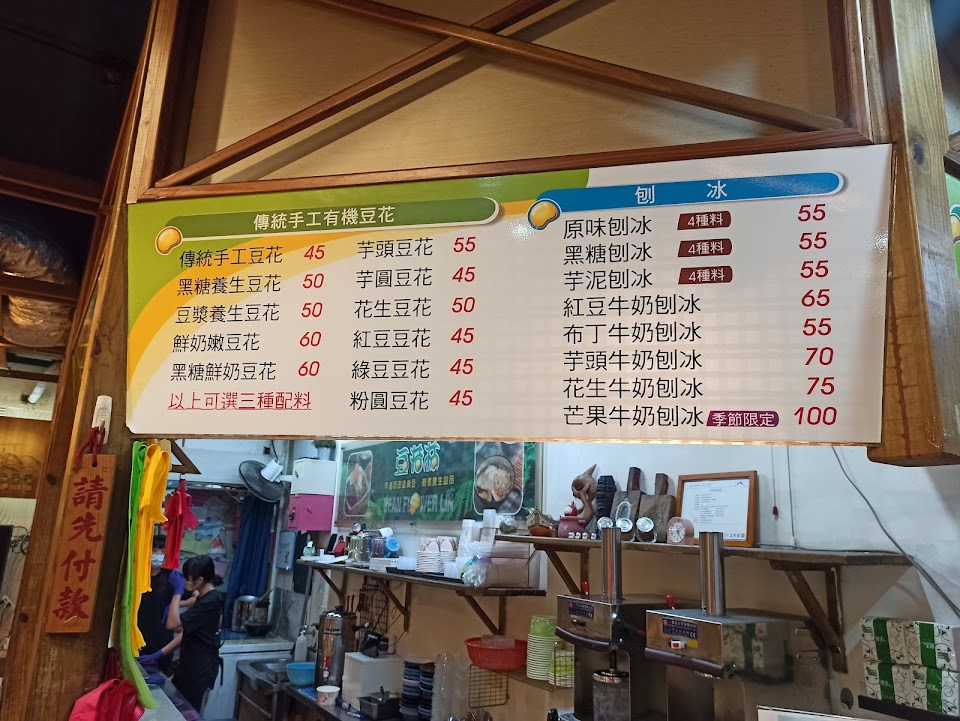 傳統手工有機豆花
傳統手工豆花 45
黑糖養生豆花 50
豆漿養生豆花 50
鮮奶嫩豆花 60
黑糖鮮奶豆花 60
以上可選三種配料
芋頭豆花 55
芋圓豆花 45
花生豆花 50
紅豆豆花 45
綠豆豆花 45
粉圓豆花 45
刨 冰
原味刨冰 4種料 55
黑糖刨冰 4種料 55
芋泥刨冰 4種料 55
紅豆牛奶刨冰 65
布丁牛奶刨冰 55
芋頭牛奶刨冰 70
花生牛奶刨冰 75
芒果牛奶刨冰 季節限定 100
請先付款
BEAN FLOWER LIN